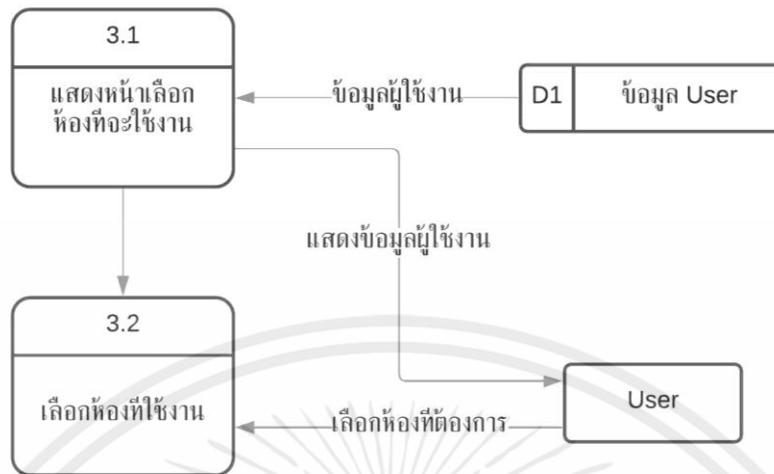 3.1
แสดงหน้าเลือก
ห้องที่จะใช้งาน
ข้อมูลผู้ใช้งาน
D1
ข้อมูล User
แสดงข้อมูลผู้ใช้งาน
3.2
เลือกห้องที่ใช้งาน
เลือกห้องที่ต้องการ
User